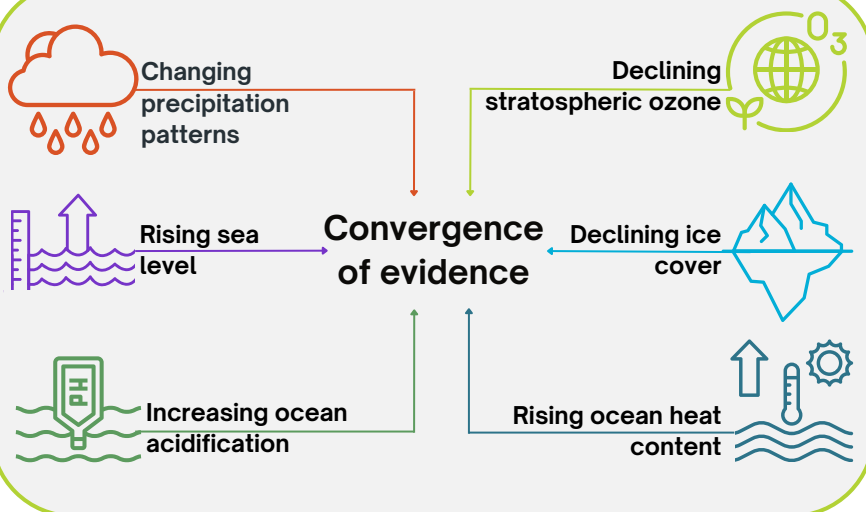 Changing
precipitation
patterns
Declining
stratospheric ozone
O3
Rising sea
level
Convergence
of evidence
Declining ice
cover
PH
Increasing ocean
acidification
Rising ocean heat
content